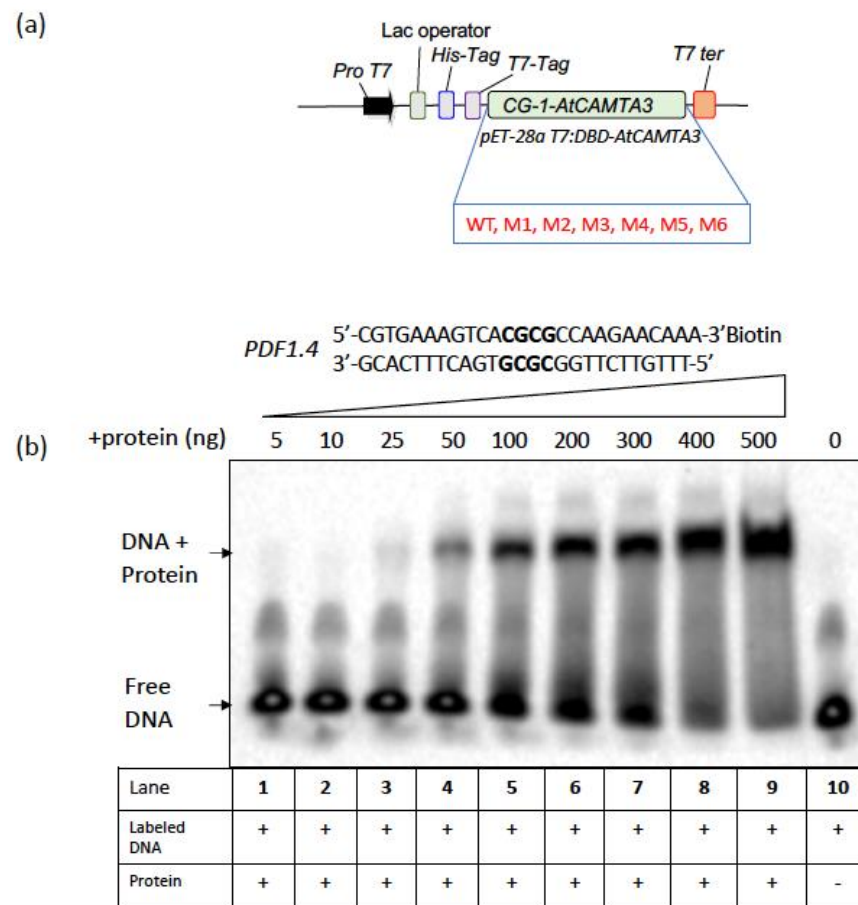 (a)
Lac operator
His-Tag
Pro T7
T7-Tag
T7 ter
CG-1-AtCAMTA3
pET-28a T7:DBD-AtCAMTA3
WT, M1, M2, M3, M4, M5, M6
5′-CGTGAAAGTCACGCGCCAAGAACAAA-3′Biotin
PDF1.4
3′-GCACTTTCAGTGCGCGGTTCTTGTTT-5′
(b)
+protein (ng) 5 10 25 50 100 200 300 400 500 0
DNA +
Protein
Free
DNA
Lane 1 2 3 4 5 6 7 8 9 10
Labeled
DNA + + + + + + + + + +
Protein + + + + + + + + + -